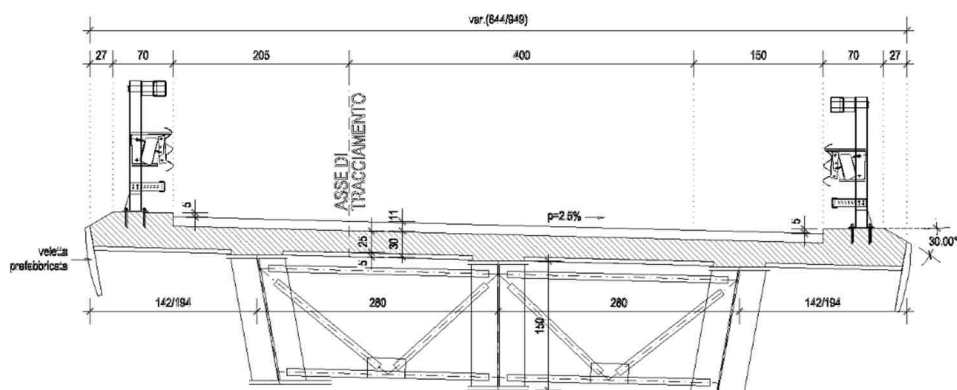 var.(844/949)
27 70 205 400 150 70 27
ASSE DI
TRACCIAMENTO
5
11
p=2.5%
5
25
30
5
30.00°
veletta
prefabbricata
142/194 280 280 142/194
150